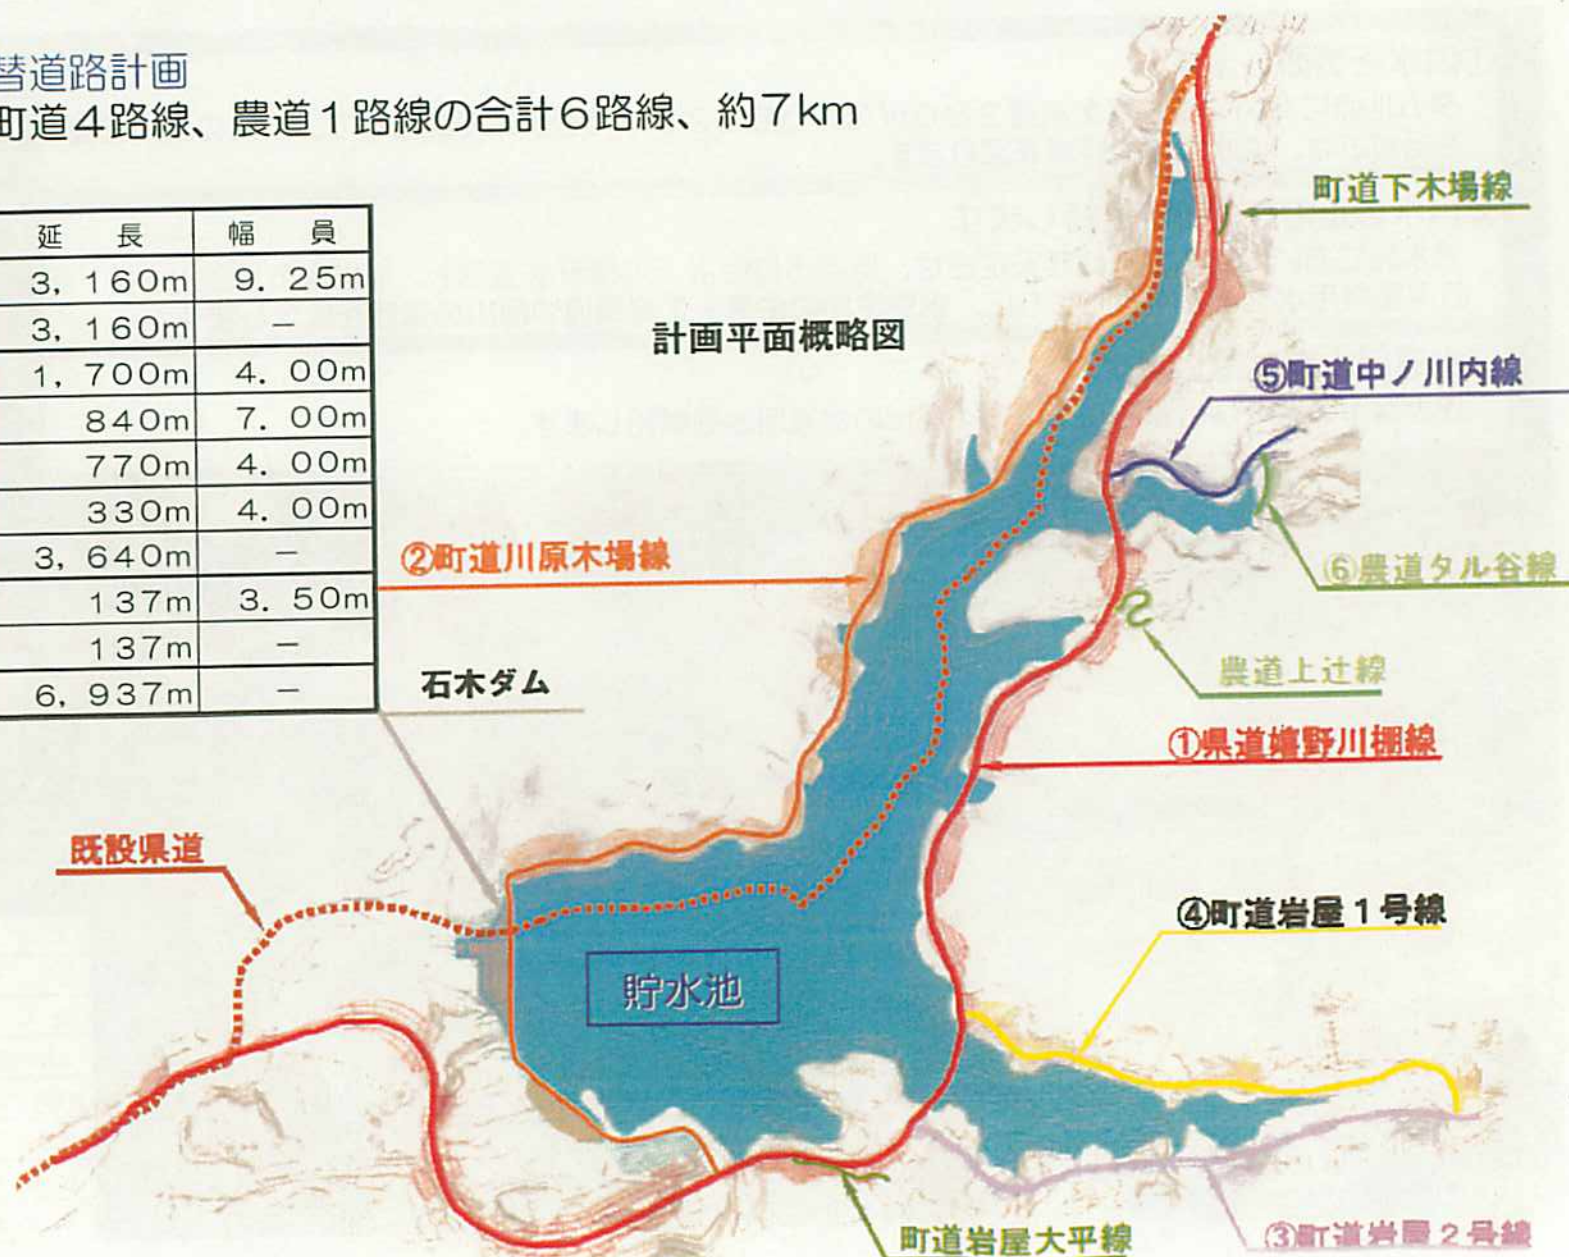 替道路計画
町道4路線、農道1路線の合計6路線、約7km
延 長 幅 員
3,160m 9.25m
3,160m −
1,700m 4.00m
840m 7.00m
770m 4.00m
330m 4.00m
3,640m −
137m 3.50m
137m −
6,937m −
計画平面概略図
町道下木場線
⑤町道中ノ川内線
②町道川原木場線
⑥農道タル谷線
石木ダム
農道上辻線
①県道嬉野川棚線
既設県道
④町道岩屋1号線
貯水池
町道岩屋大平線
③町道岩屋2号線